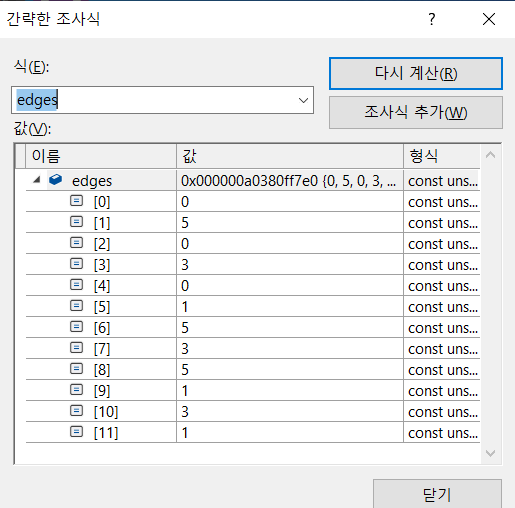 간략한 조사식
식(E):
다시 계산(R)
edges
조사식 추가(W)
값(V):
이름 값 형식
edges 0x000000a0380ff7e0 {0, 5, 0, 3, ... const uns...
[0] 0 const uns...
[1] 5 const uns...
[2] 0 const uns...
[3] 3 const uns...
[4] 0 const uns...
[5] 1 const uns...
[6] 5 const uns...
[7] 3 const uns...
[8] 5 const uns...
[9] 1 const uns...
[10] 3 const uns...
[11] 1 const uns...
닫기